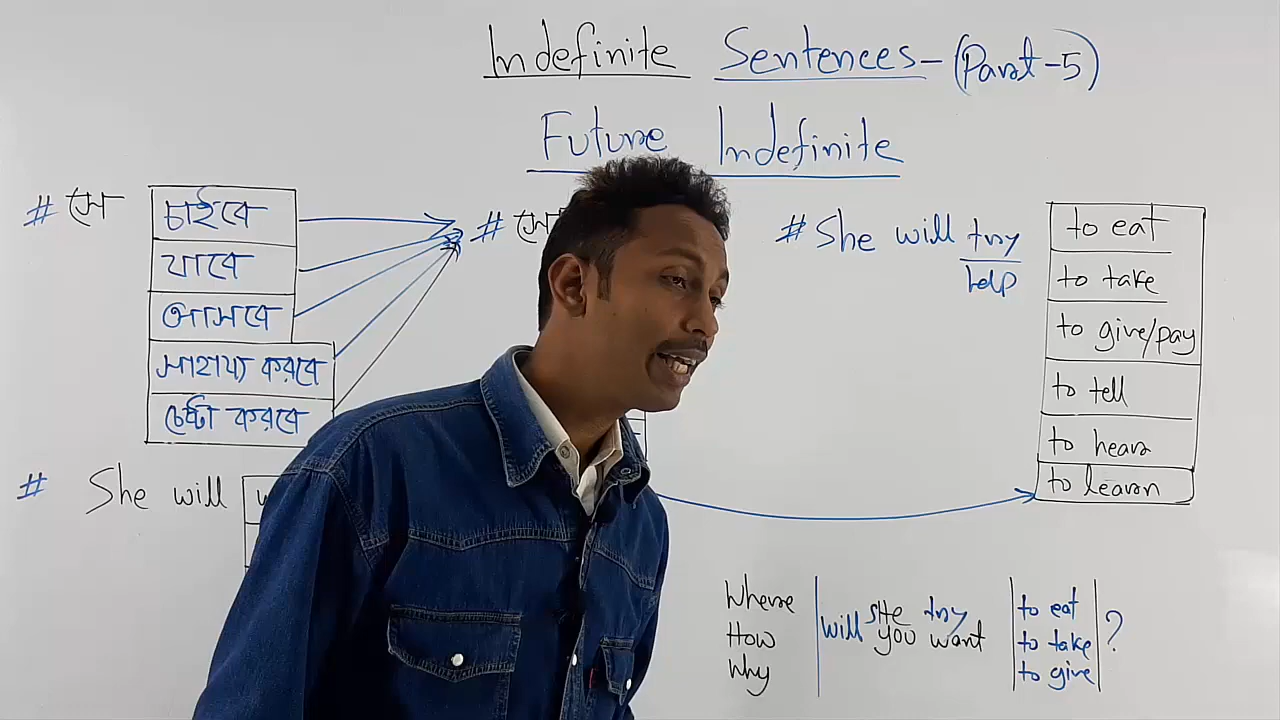 Indefinite Sentences - (Part-5)
Future Indefinite
# সে
চাইবে
যাবে
আসবে
সাহায্য করবে
চেষ্টা করবে
# সে
# She will try
help
to eat
to take
to give/pay
to tell
to hear
to learn
# She will
Where
How
Why
will she try
you want
to eat
to take
to give
?